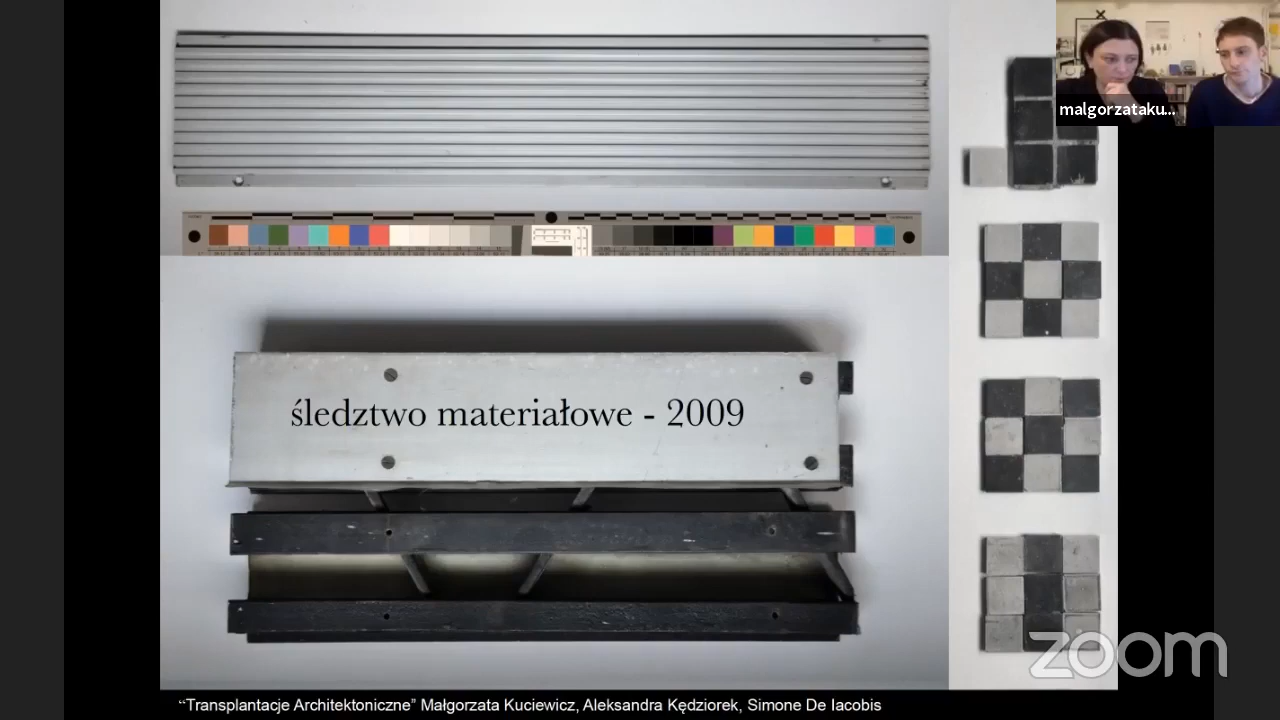 malgorzataku...
śledztwo materiałowe - 2009
zoom
“Transplantacje Architektoniczne” Małgorzata Kuciewicz, Aleksandra Kędziorek, Simone De Iacobis